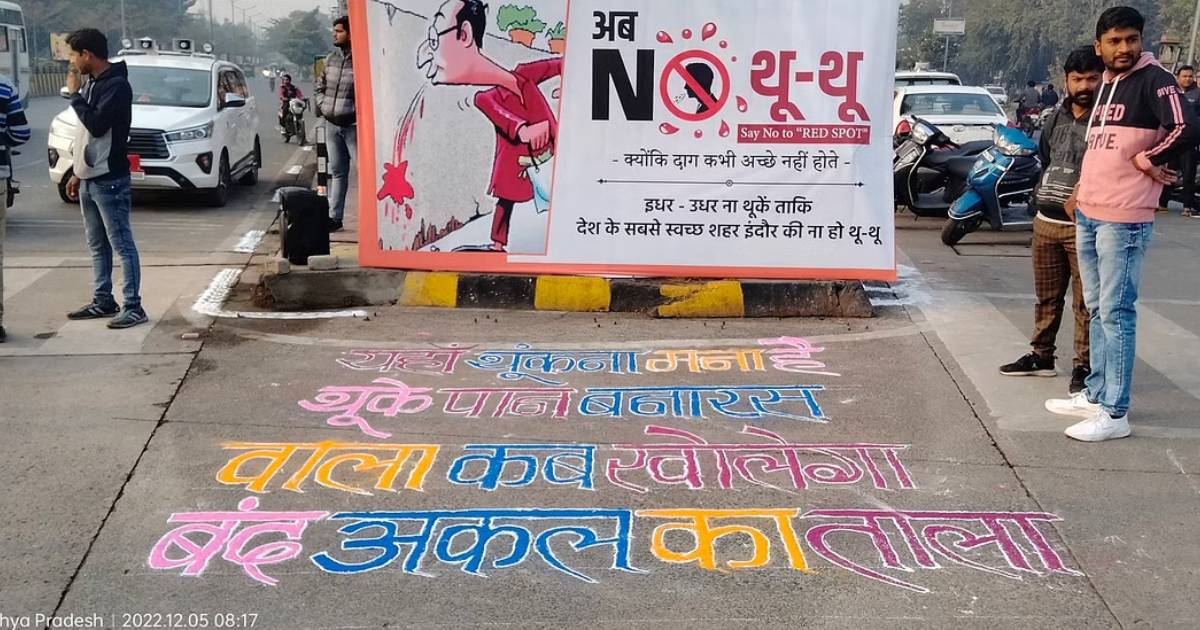 अब
NO थू-थू
Say No to "RED SPOT"
- क्योंकि दाग कभी अच्छे नहीं होते -
इधर - उधर ना थूकें ताकि
देश के सबसे स्वच्छ शहर इंदौर की ना हो थू-थू
यहाँ थूंकना मना है
थूके पान बनारस
वाला कब खोलेगा
बंद अकल का ताला
hya Pradesh | 2022.12.05 08:17